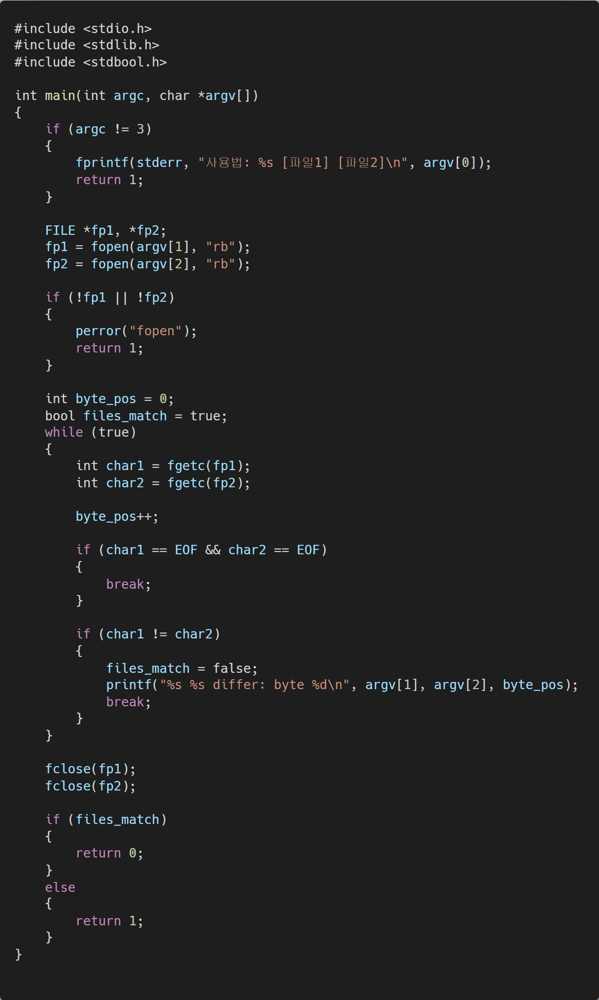 #include <stdio.h>
#include <stdlib.h>
#include <stdbool.h>

int main(int argc, char *argv[])
{
    if (argc != 3)
    {
        fprintf(stderr, "사용법: %s [파일1] [파일2]\n", argv[0]);
        return 1;
    }

    FILE *fp1, *fp2;
    fp1 = fopen(argv[1], "rb");
    fp2 = fopen(argv[2], "rb");

    if (!fp1 || !fp2)
    {
        perror("fopen");
        return 1;
    }

    int byte_pos = 0;
    bool files_match = true;
    while (true)
    {
        int char1 = fgetc(fp1);
        int char2 = fgetc(fp2);

        byte_pos++;

        if (char1 == EOF && char2 == EOF)
        {
            break;
        }

        if (char1 != char2)
        {
            files_match = false;
            printf("%s %s differ: byte %d\n", argv[1], argv[2], byte_pos);
            break;
        }
    }

    fclose(fp1);
    fclose(fp2);

    if (files_match)
    {
        return 0;
    }
    else
    {
        return 1;
    }
}